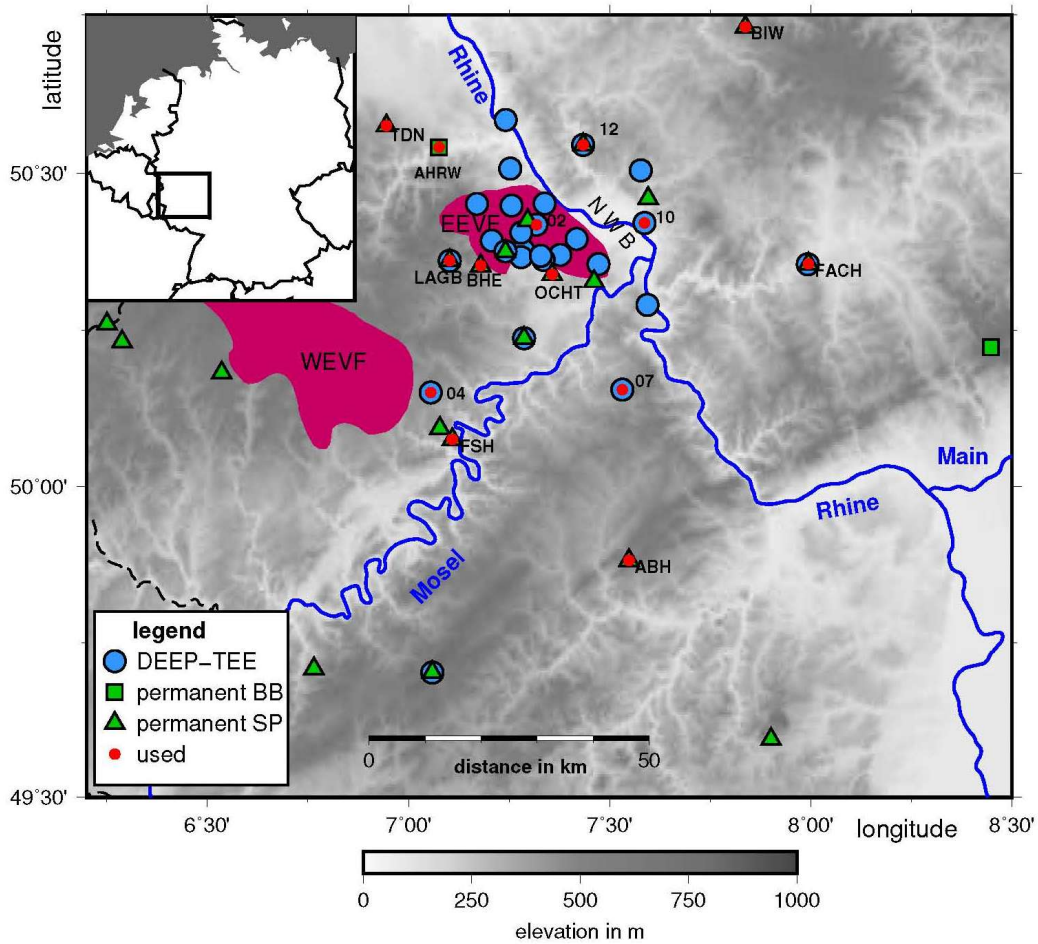 latitude
50°30'
50°00'
49°30'
Rhine
BIW
TDN
AHRW
12
NWB
EEVF
02
10
LAGB
BHE
OCHT
FACH
WEVF
04
07
FSH
Main
Rhine
Mosel
ABH
legend
DEEP-TEE
permanent BB
permanent SP
used
0
50
distance in km
6°30'
7°00'
7°30'
8°00'
longitude
8°30'
0
250
500
750
1000
elevation in m